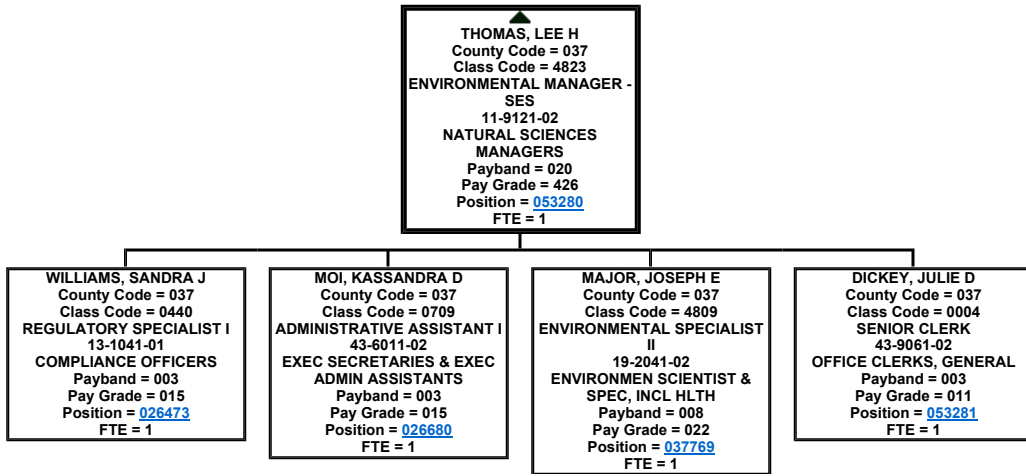 THOMAS, LEE H
County Code = 037
Class Code = 4823
ENVIRONMENTAL MANAGER -
SES
11-9121-02
NATURAL SCIENCES
MANAGERS
Payband = 020
Pay Grade = 426
Position = 053280
FTE = 1
WILLIAMS, SANDRA J
County Code = 037
Class Code = 0440
REGULATORY SPECIALIST I
13-1041-01
COMPLIANCE OFFICERS
Payband = 003
Pay Grade = 015
Position = 026473
FTE = 1
MOI, KASSANDRA D
County Code = 037
Class Code = 0709
ADMINISTRATIVE ASSISTANT I
43-6011-02
EXEC SECRETARIES & EXEC
ADMIN ASSISTANTS
Payband = 003
Pay Grade = 015
Position = 026680
FTE = 1
MAJOR, JOSEPH E
County Code = 037
Class Code = 4809
ENVIRONMENTAL SPECIALIST
II
19-2041-02
ENVIRONMEN SCIENTIST &
SPEC, INCL HLTH
Payband = 008
Pay Grade = 022
Position = 037769
FTE = 1
DICKEY, JULIE D
County Code = 037
Class Code = 0004
SENIOR CLERK
43-9061-02
OFFICE CLERKS, GENERAL
Payband = 003
Pay Grade = 011
Position = 053281
FTE = 1